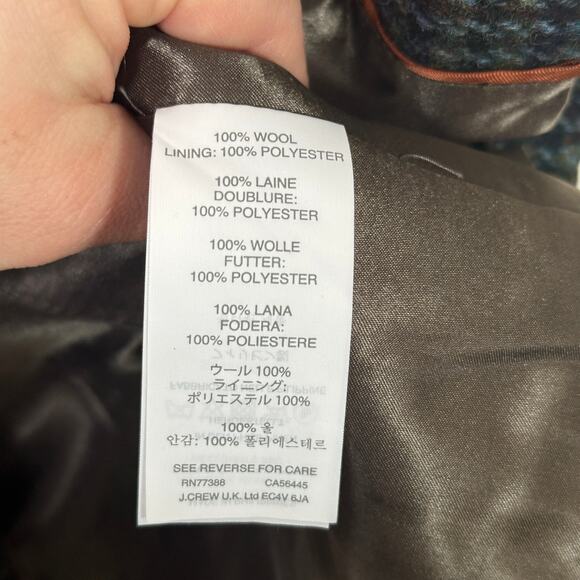 100% WOOL
LINING: 100% POLYESTER
100% LAINE
DOUBLURE:
100% POLYESTER
100% WOLLE
FUTTER:
100% POLYESTER
100% LANA
FODERA:
100% POLIESTERE
ウール 100%
ライニング:
ポリエステル 100%
100% 울
안감: 100% 폴리에스테르
SEE REVERSE FOR CARE
RN77388 CA56445
J.CREW U.K. Ltd EC4V 6JA